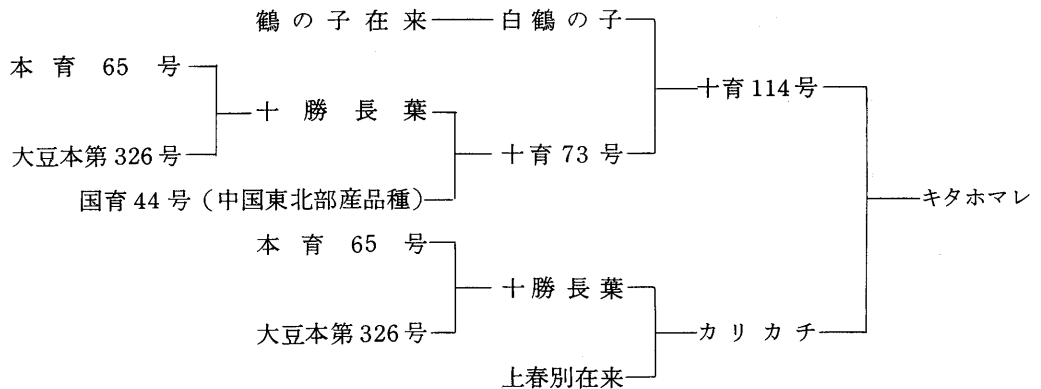 鶴の子在来 白鶴の子
本育65号
十育114号
十勝長葉
大豆本第326号 十育73号
国育44号(中国東北部産品種) キタホマレ
本育65号
十勝長葉
大豆本第326号 カリカチ
上春別在来